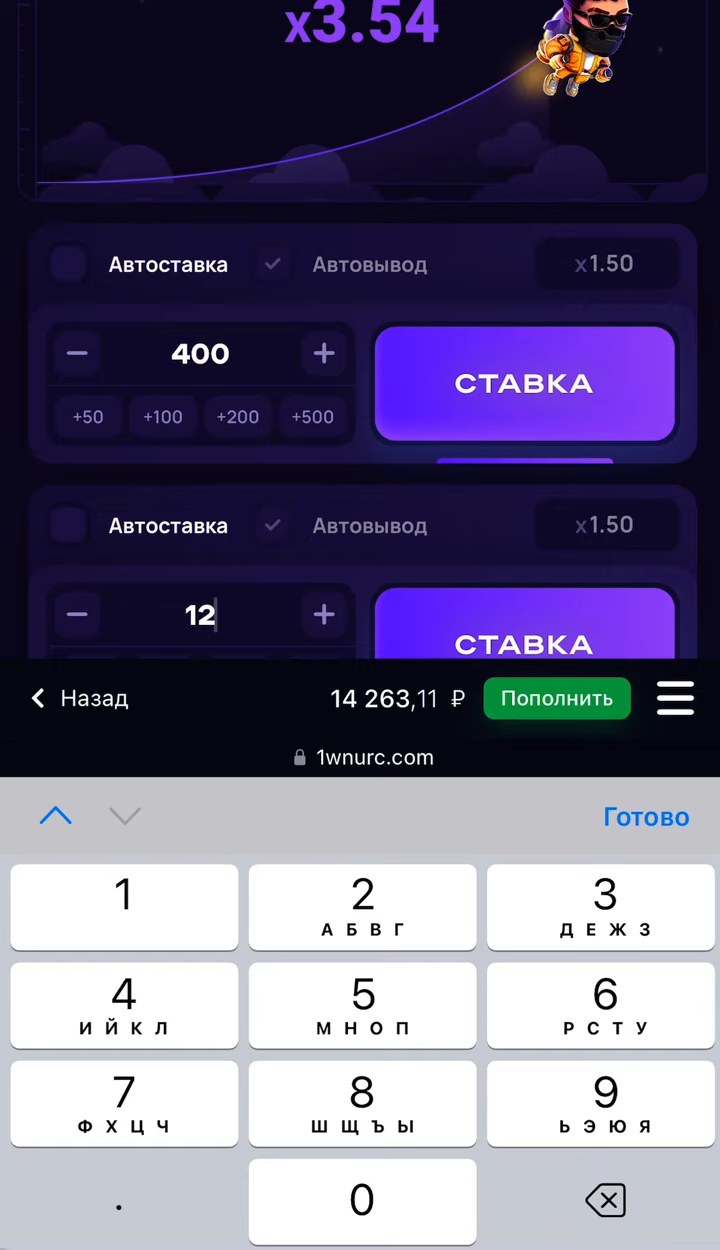 x3.54
Автоставка Автовывод x1.50
400
СТАВКА
+50 +100 +200 +500
Автоставка Автовывод x1.50
12
СТАВКА
Назад 14 263,11 ₽ Пополнить
1wnurc.com
Готово
1 2 3
А Б В Г Д Е Ж З
4 5 6
И Й К Л М Н О П Р С Т У
7 8 9
Ф Х Ц Ч Ш Щ Ъ Ы Ь Э Ю Я
. 0